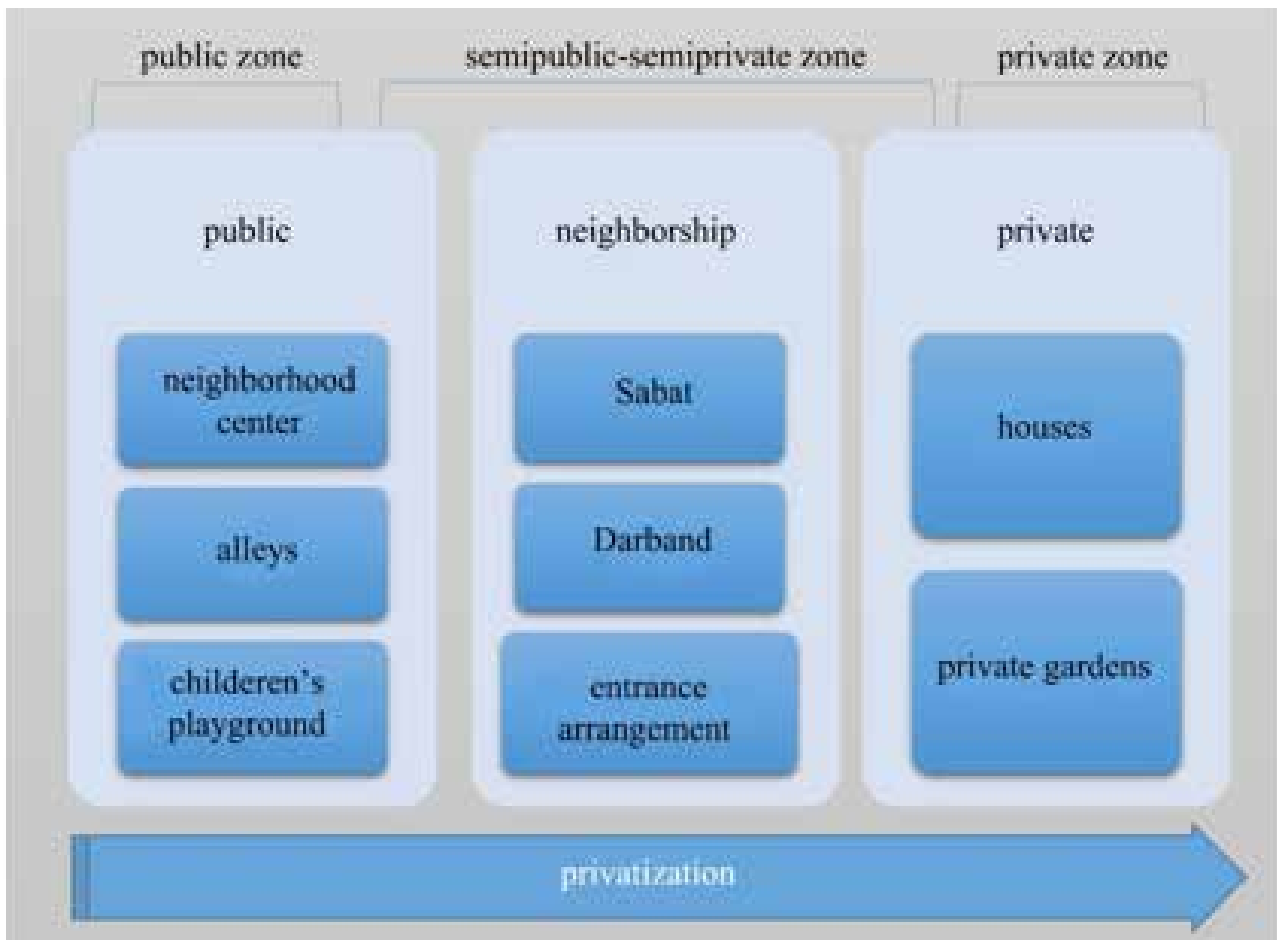 public zone
semipublic-semiprivate zone
private zone
public
neighborship
private
neighborhood
center
alleys
childeren's
playground
Sabat
Darband
entrance
arrangement
houses
private gardens
privatization